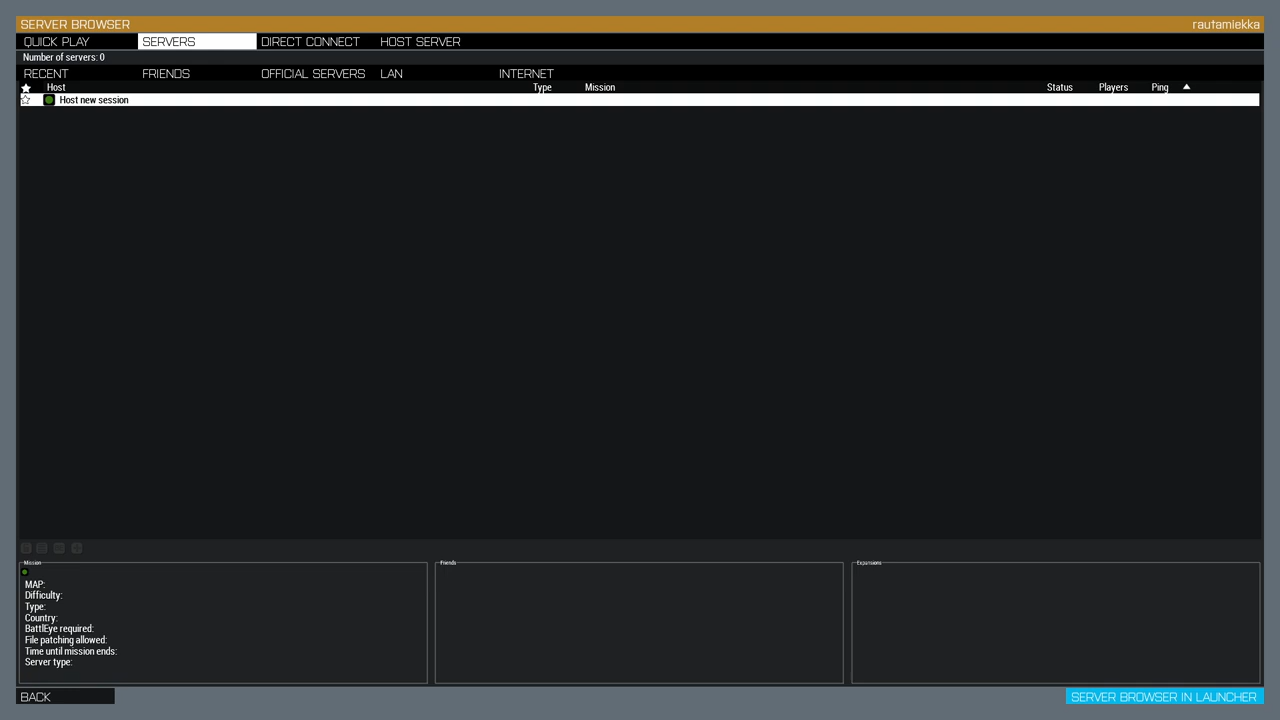 SERVER BROWSER rautamiekka
QUICK PLAY SERVERS DIRECT CONNECT HOST SERVER
Number of servers: 0
RECENT FRIENDS OFFICIAL SERVERS LAN INTERNET
Host Type Mission Status Players Ping
Host new session
Mission Friends Expansions
MAP:
Difficulty:
Type:
Country:
BattlEye required:
File patching allowed:
Time until mission ends:
Server type:
BACK SERVER BROWSER IN LAUNCHER